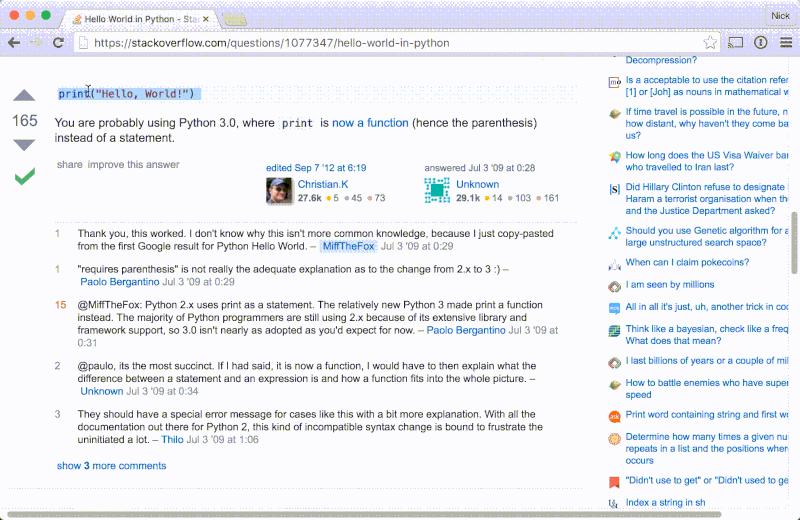 Hello World in Python - Sta
Nick
https://stackoverflow.com/questions/1077347/hello-world-in-python
print("Hello, World!")
165
You are probably using Python 3.0, where print is now a function (hence the parenthesis)
instead of a statement.
share improve this answer
edited Sep 7 '12 at 6:19
Christian.K
27.6k 5 45 73
answered Jul 3 '09 at 0:28
Unknown
29.1k 14 103 161
1 Thank you, this worked. I don't know why this isn't more common knowledge, because I just copy-pasted
from the first Google result for Python Hello World. – MiffTheFox Jul 3 '09 at 0:29
1 "requires parenthesis" is not really the adequate explanation as to the change from 2.x to 3 :) –
Paolo Bergantino Jul 3 '09 at 0:29
15 @MiffTheFox: Python 2.x uses print as a statement. The relatively new Python 3 made print a function
instead. The majority of Python programmers are still using 2.x because of its extensive library and
framework support, so 3.0 isn't nearly as adopted as you'd expect for now. – Paolo Bergantino Jul 3 '09 at
0:31
2 @paulo, its the most succinct. If I had said, it is now a function, I would have to then explain what the
difference between a statement and an expression is and how a function fits into the whole picture. –
Unknown Jul 3 '09 at 0:34
3 They should have a special error message for cases like this with a bit more explanation. With all the
documentation out there for Python 2, this kind of incompatible syntax change is bound to frustrate the
uninitiated a lot. – Thilo Jul 3 '09 at 1:06
show 3 more comments
Decompression?
Is a acceptable to use the citation refer
[1] or [Joh] as nouns in mathematical w
If time travel is possible in the future, n
how distant, why haven't they come ba
us?
How long does the US Visa Waiver bar
who travelled to Iran last?
Did Hillary Clinton refuse to designate
Haram a terrorist organisation when th
and the Justice Department asked?
Should you use Genetic algorithm for a
large unstructured search space?
When can I claim pokecoins?
I am seen by millions
All in all it's just, uh, another trick in coo
Think like a bayesian, check like a freq
What does that mean?
I last billions of years or a couple of mil
How to battle enemies who have super
speed
Print word containing string and first wo
Determine how many times a given nu
repeats in a list and the positions wher
occurs
"Didn't use to get" or "Didn't used to ge
Index a string in sh